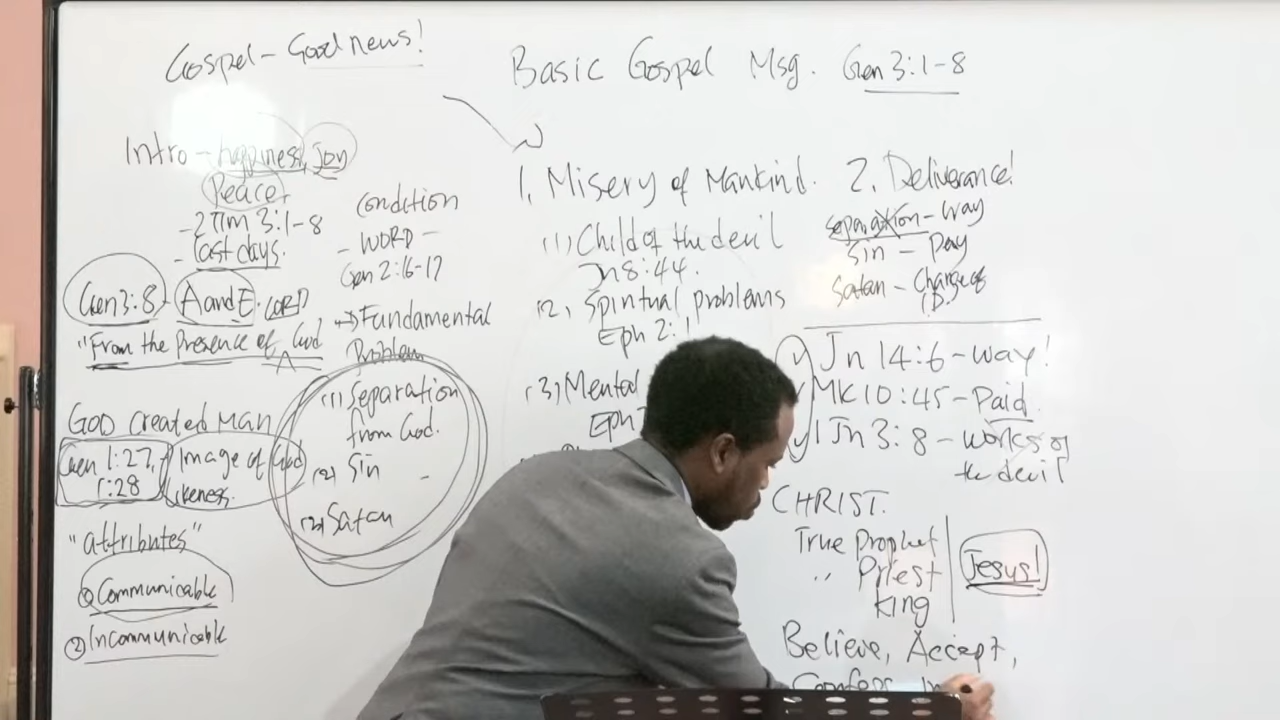 Gospel - Good news!
Intro - happiness, Joy
Peace.
- 2 Tim 3:1-8
- last days.
Gen 3:8 - A and E. LORD
"From the Presence of God
GOD created Man
Gen 1:27,
1:28
Image of God
Likeness.
"attributes"
① Communicable
② Incommunicable
condition
- WORD -
Gen 2:16-17
→ Fundamental
Problem
(1) Separation
from God.
(2) Sin -
(3) Satan
Basic Gospel Msg. Gen 3:1-8
1. Misery of Mankind.
(1) Child of the devil
Jn 8:44.
(2), Spiritual problems
Eph 2:1
(3) Mental
Eph
2. Deliverance!
Separation - Way
Sin - Pay
Satan - Charge of
Jn 14:6 - way!
MK 10:45 - Paid.
1 Jn 3:8 - works of
the devil
CHRIST.
True Prophet
,, Priest
King
Jesus!
Believe, Accept,
Confess